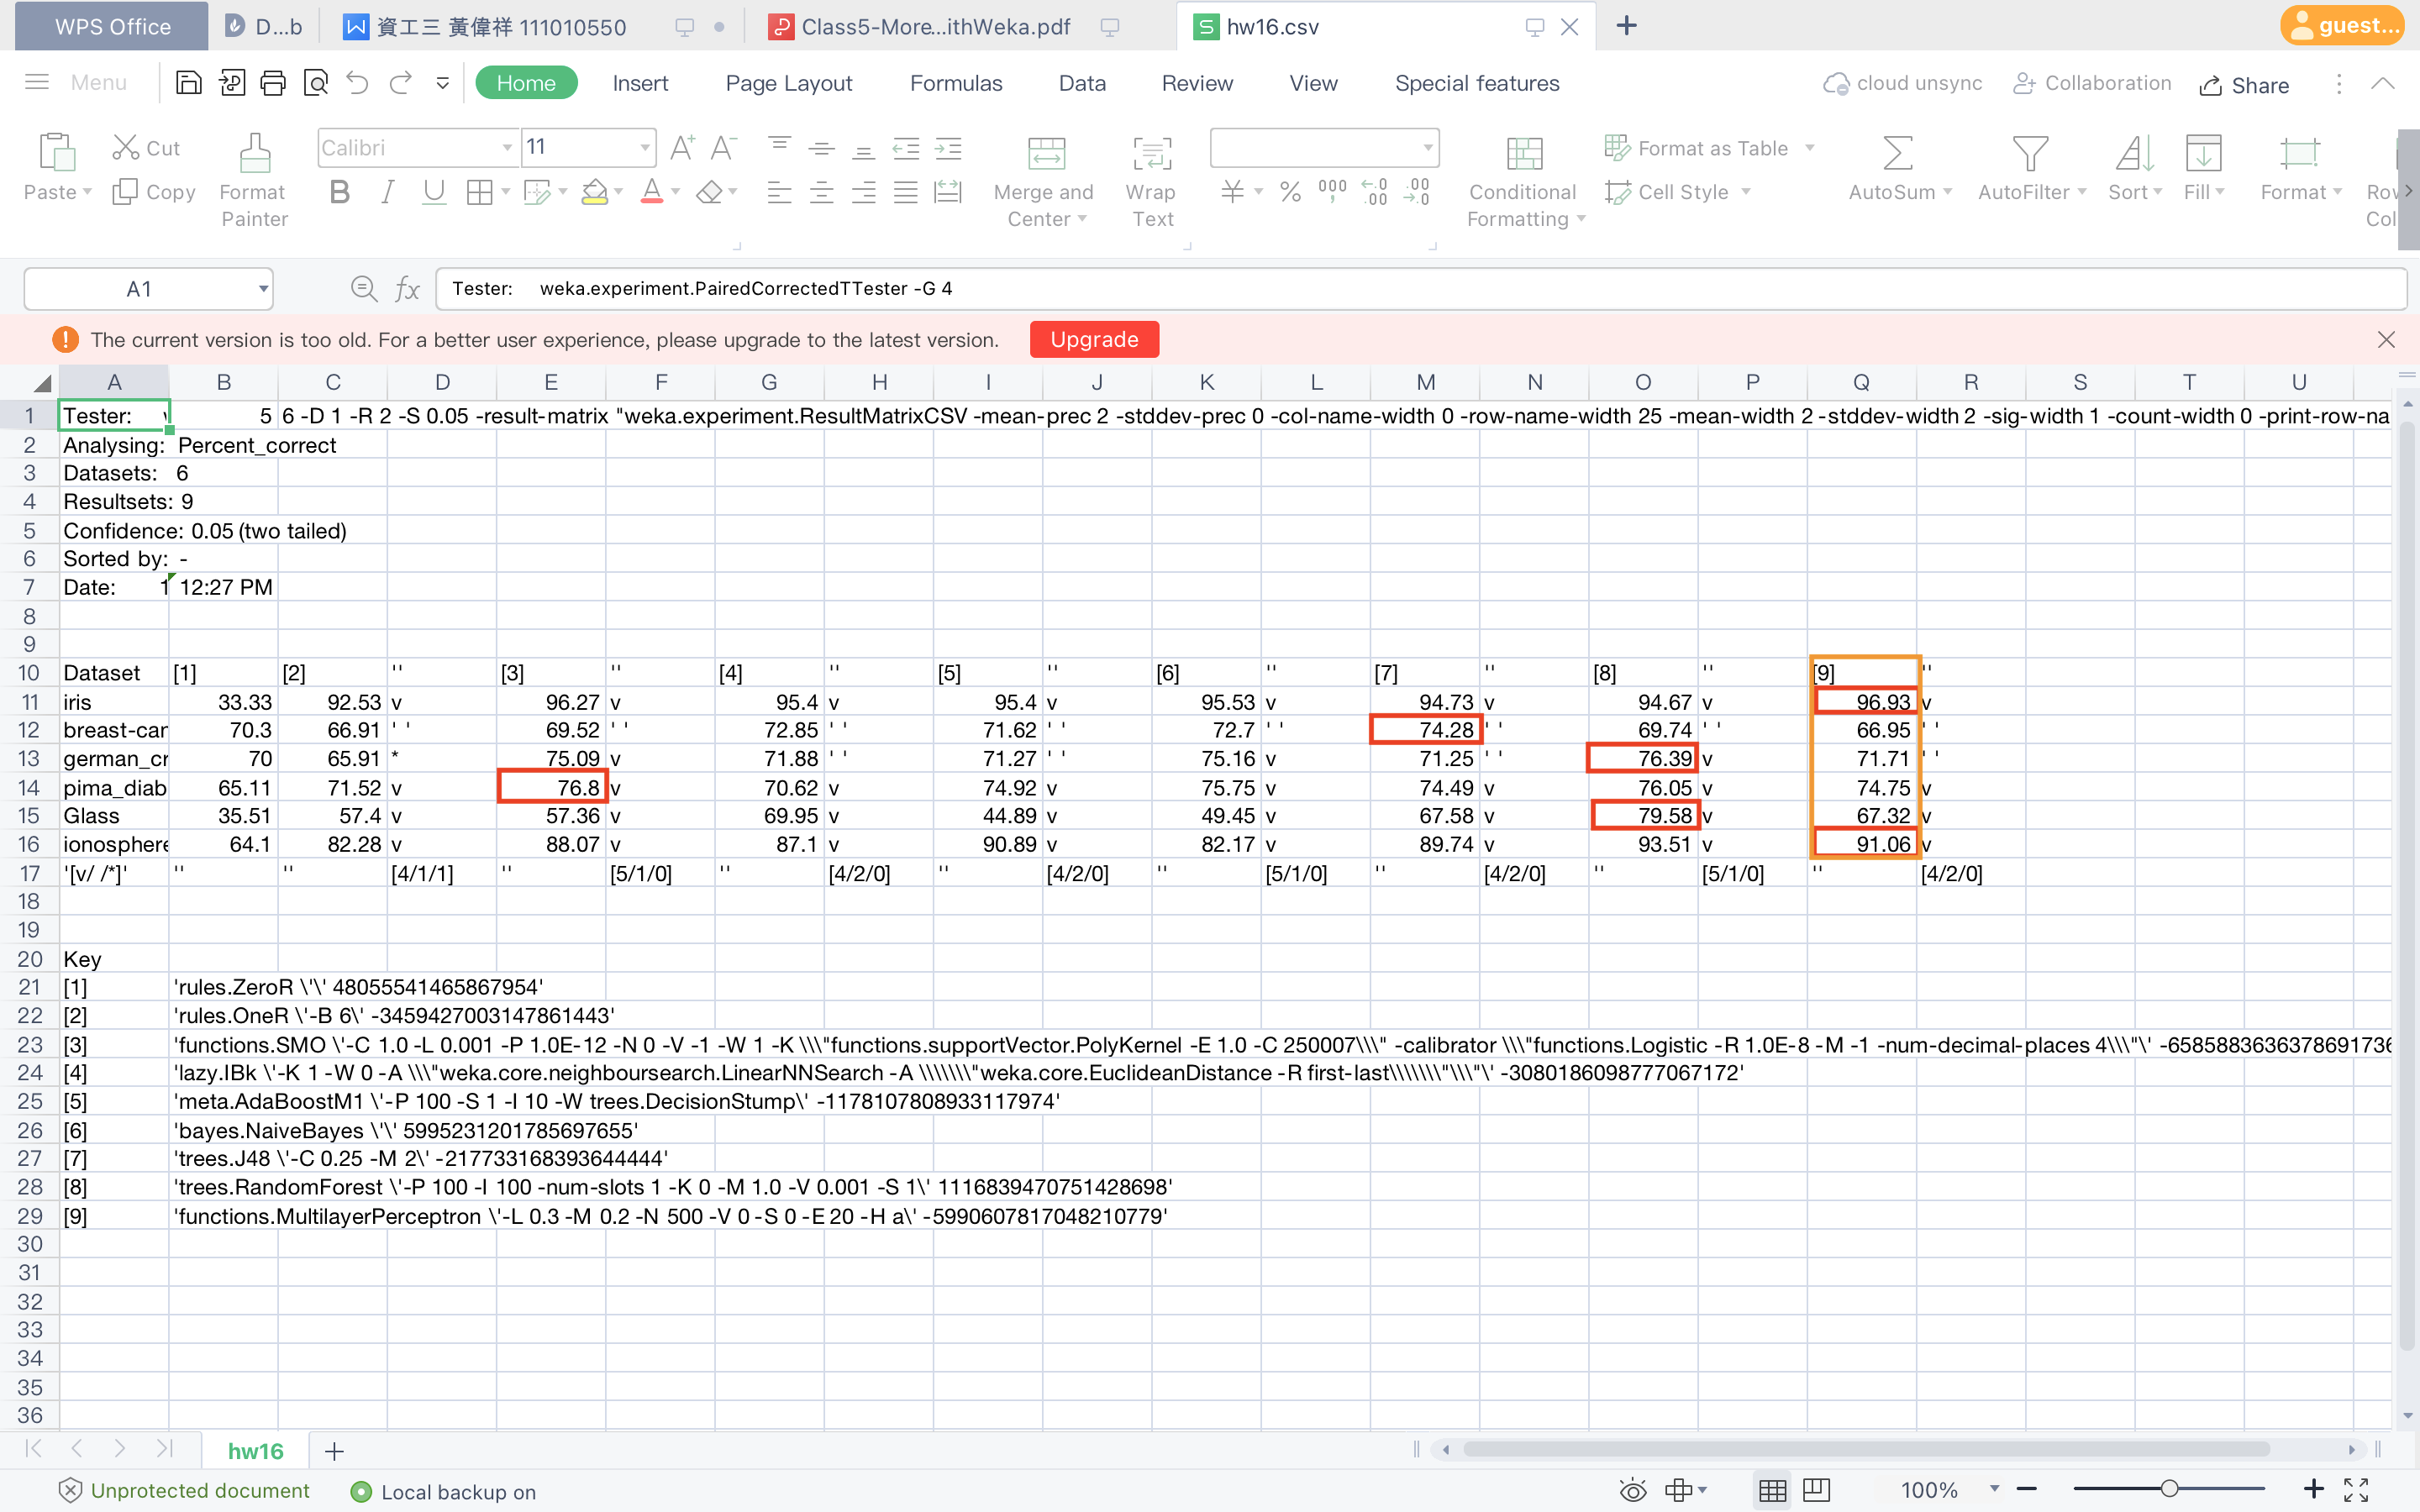 WPS Office
D...b
資工三 黃偉祥 111010550
Class5-More...ithWeka.pdf
hw16.csv
guest...
Menu
Home Insert Page Layout Formulas Data Review View Special features
cloud unsync
Collaboration
Share
Paste
Cut
Copy
Format Painter
Calibri
11
Merge and Center
Wrap Text
Conditional Formatting
Format as Table
Cell Style
AutoSum
AutoFilter
Sort
Fill
Format
A1
Tester: weka.experiment.PairedCorrectedTTester -G 4
The current version is too old. For a better user experience, please upgrade to the latest version. Upgrade
A B C D E F G H I J K L M N O P Q R S T U
1 Tester: 5 6 -D 1 -R 2 -S 0.05 -result-matrix "weka.experiment.ResultMatrixCSV -mean-prec 2 -stddev-prec 0 -col-name-width 0 -row-name-width 25 -mean-width 2 -stddev-width 2 -sig-width 1 -count-width 0 -print-row-na
2 Analysing: Percent_correct
3 Datasets: 6
4 Resultsets: 9
5 Confidence: 0.05 (two tailed)
6 Sorted by: -
7 Date: 1 12:27 PM
8
9
10 Dataset [1] [2] '' [3] '' [4] '' [5] '' [6] '' [7] '' [8] '' [9] ''
11 iris 33.33 92.53 v 96.27 v 95.4 v 95.4 v 95.53 v 94.73 v 94.67 v 96.93 v
12 breast-can 70.3 66.91 ' ' 69.52 ' ' 72.85 ' ' 71.62 ' ' 72.7 ' ' 74.28 ' ' 69.74 ' ' 66.95 ' '
13 german_cr 70 65.91 * 75.09 v 71.88 ' ' 71.27 ' ' 75.16 v 71.25 ' ' 76.39 v 71.71 ' '
14 pima_diab 65.11 71.52 v 76.8 v 70.62 v 74.92 v 75.75 v 74.49 v 76.05 v 74.75 v
15 Glass 35.51 57.4 v 57.36 v 69.95 v 44.89 v 49.45 v 67.58 v 79.58 v 67.32 v
16 ionosphere 64.1 82.28 v 88.07 v 87.1 v 90.89 v 82.17 v 89.74 v 93.51 v 91.06 v
17 '[v/ /*]' '' '' [4/1/1] '' [5/1/0] '' [4/2/0] '' [4/2/0] '' [5/1/0] '' [4/2/0] '' [5/1/0] '' [4/2/0]
18
19
20 Key
21 [1] 'rules.ZeroR \'\' 48055541465867954'
22 [2] 'rules.OneR \'-B 6\' -3459427003147861443'
23 [3] 'functions.SMO \'-C 1.0 -L 0.001 -P 1.0E-12 -N 0 -V -1 -W 1 -K \\\"functions.supportVector.PolyKernel -E 1.0 -C 250007\\\" -calibrator \\\"functions.Logistic -R 1.0E-8 -M -1 -num-decimal-places 4\\\"\' -6585883636378691736
24 [4] 'lazy.IBk \'-K 1 -W 0 -A \\\"weka.core.neighboursearch.LinearNNSearch -A \\\\\\\"weka.core.EuclideanDistance -R first-last\\\\\\\"\\\"\' -3080186098777067172'
25 [5] 'meta.AdaBoostM1 \'-P 100 -S 1 -I 10 -W trees.DecisionStump\' -1178107808933117974'
26 [6] 'bayes.NaiveBayes \'\' 5995231201785697655'
27 [7] 'trees.J48 \'-C 0.25 -M 2\' -217733168393644444'
28 [8] 'trees.RandomForest \'-P 100 -I 100 -num-slots 1 -K 0 -M 1.0 -V 0.001 -S 1\' 1116839470751428698'
29 [9] 'functions.MultilayerPerceptron \'-L 0.3 -M 0.2 -N 500 -V 0 -S 0 -E 20 -H a\' -5990607817048210779'
30
31
32
33
34
35
36
hw16
Unprotected document
Local backup on
100%